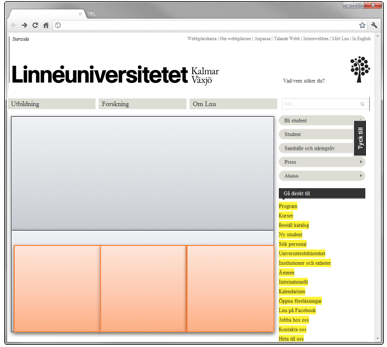 Startsida
Webbplatskarta | Om webbplatsen | Anpassa | Talande Webb | Internwebben | Mitt Lnu | In English
Linnéuniversitetet Kalmar Växjö
Vad/vem söker du?
Utbildning Forskning Om Lnu
Bli student
Student
Samhälle och näringsliv
Press
Alumn
Tyck till
Gå direkt till
Program
Kurser
Beställ katalog
Ny student
Sök personal
Universitetsbiblioteket
Institutioner och enheter
Ämnen
Internationellt
Kalendarium
Öppna föreläsningar
Lnu på Facebook
Jobba hos oss
Kontakta oss
Hitta till oss